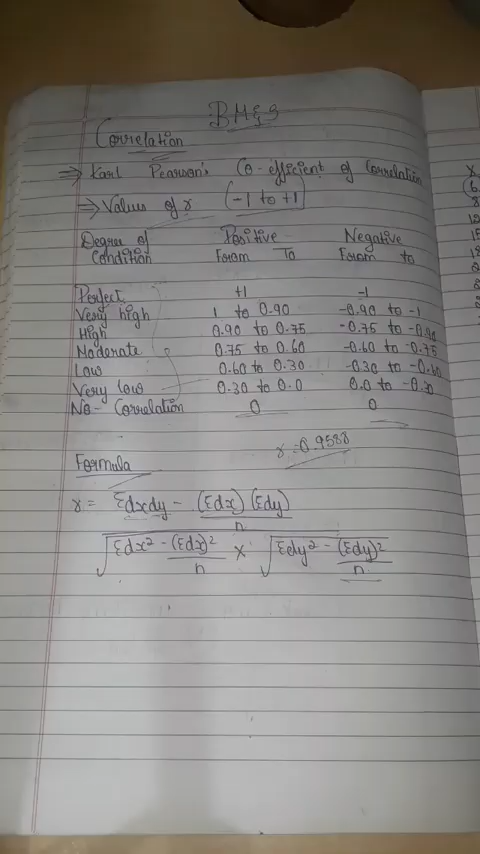 BM&S
Correlation
⇒ Karl Pearson's Co-efficient of Correlation
→ Values of r (-1 to +1)
Degree of Condition Positive From To Negative From to
Perfect +1 -1
Very high 1 to 0.90 -0.90 to -1
High 0.90 to 0.75 -0.75 to -0.90
Moderate 0.75 to 0.60 -0.60 to -0.75
Low 0.60 to 0.30 -0.30 to -0.60
Very Low 0.30 to 0.0 0.0 to -0.30
No - Correlation 0 0
r = 0.9588
Formula
r = Σdxdy - (Σdx) (Σdy)
n
√Σdx² - (Σdx)² × √Σdy² - (Σdy)²
n n